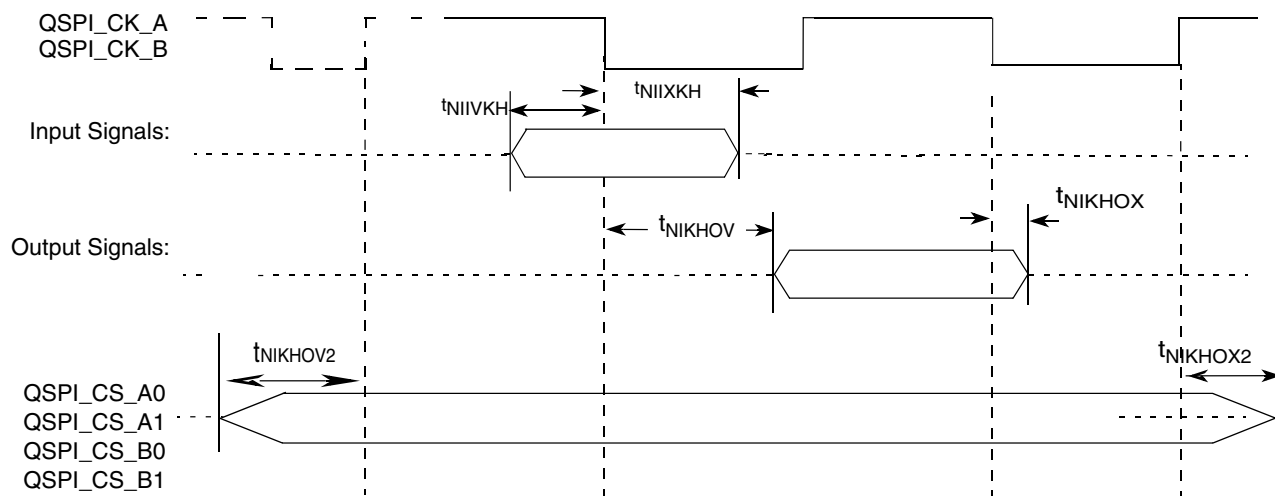 QSPI_CK_A
QSPI_CK_B
tNIIVKH
tNIIXKH
Input Signals:
tNIKHOX
tNIKHOV
Output Signals:
tNIKHOV2
tNIKHOX2
QSPI_CS_A0
QSPI_CS_A1
QSPI_CS_B0
QSPI_CS_B1